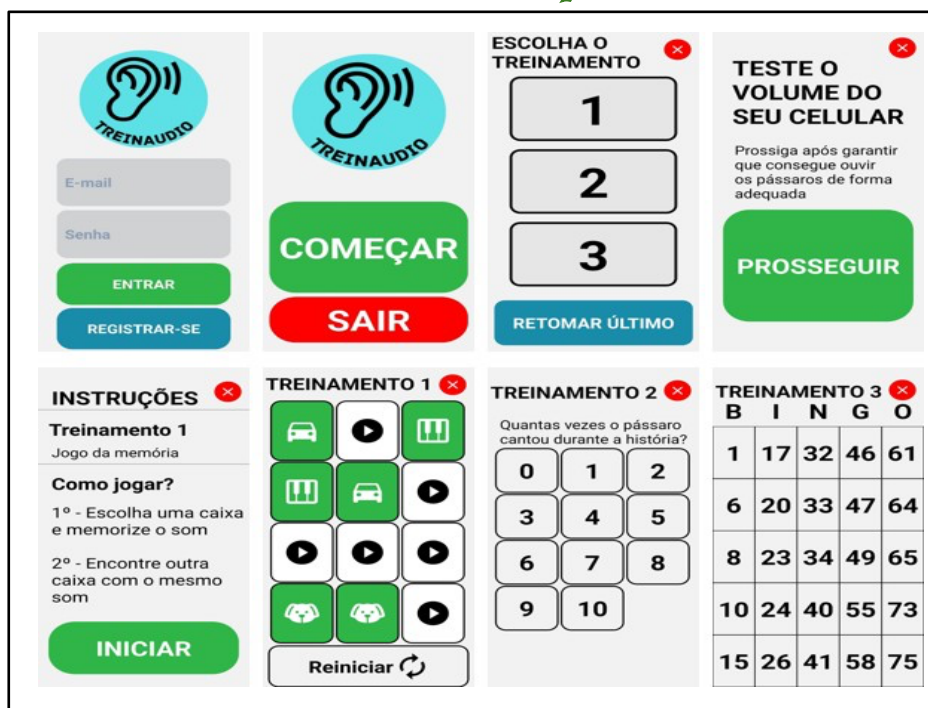 TREINAUDIO
E-mail
Senha
ENTRAR
REGISTRAR-SE
TREINAUDIO
COMEÇAR
SAIR
ESCOLHA O
TREINAMENTO
1
2
3
RETOMAR ÚLTIMO
TESTE O
VOLUME DO
SEU CELULAR
Prossiga após garantir
que consegue ouvir
os pássaros de forma
adequada
PROSSEGUIR
INSTRUÇÕES
Treinamento 1
Jogo da memória
Como jogar?
1º - Escolha uma caixa
e memorize o som
2º - Encontre outra
caixa com o mesmo
som
INICIAR
TREINAMENTO 1
Reiniciar
TREINAMENTO 2
Quantas vezes o pássaro
cantou durante a história?
0 1 2
3 4 5
6 7 8
9 10
TREINAMENTO 3
B I N G O
1 17 32 46 61
6 20 33 47 64
8 23 34 49 65
10 24 40 55 73
15 26 41 58 75